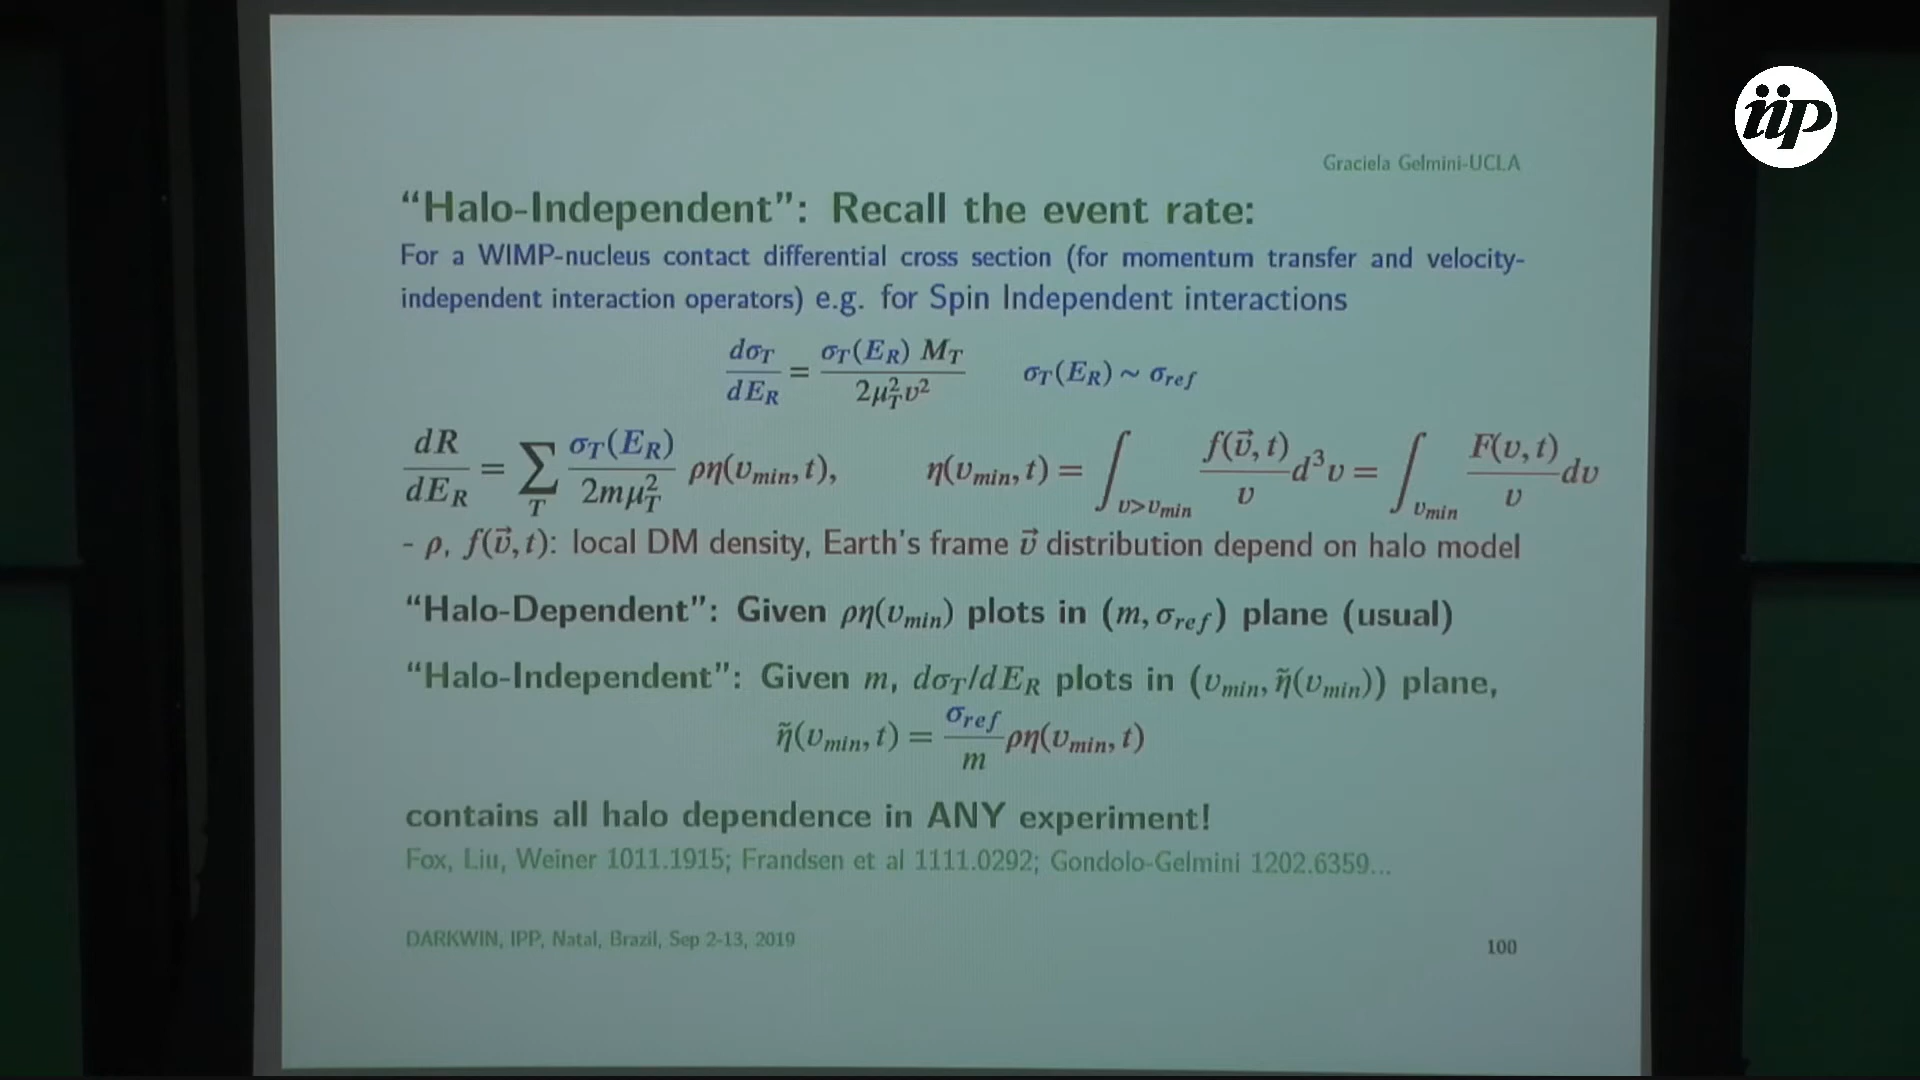 iip
Graciela Gelmini-UCLA
“Halo-Independent”: Recall the event rate:
For a WIMP-nucleus contact differential cross section (for momentum transfer and velocity-
independent interaction operators) e.g. for Spin Independent interactions
dσ_T/dE_R = σ_T(E_R) M_T / 2μ_T^2 v^2   σ_T(E_R) ~ σ_ref
dR/dE_R = ∑_T σ_T(E_R)/2mμ_T^2 ρη(v_min, t),   η(v_min, t) = ∫_{v>v_min} f(v⃗, t)/v d^3v = ∫_{v_min} F(v, t)/v dv
- ρ, f(v⃗, t): local DM density, Earth's frame v⃗ distribution depend on halo model
“Halo-Dependent”: Given ρη(v_min) plots in (m, σ_ref) plane (usual)
“Halo-Independent”: Given m, dσ_T/dE_R plots in (v_min, η̃(v_min)) plane,
η̃(v_min, t) = σ_ref/m ρη(v_min, t)
contains all halo dependence in ANY experiment!
Fox, Liu, Weiner 1011.1915; Frandsen et al 1111.0292; Gondolo-Gelmini 1202.6359...
DARKWIN, IPP, Natal, Brazil, Sep 2-13, 2019
100